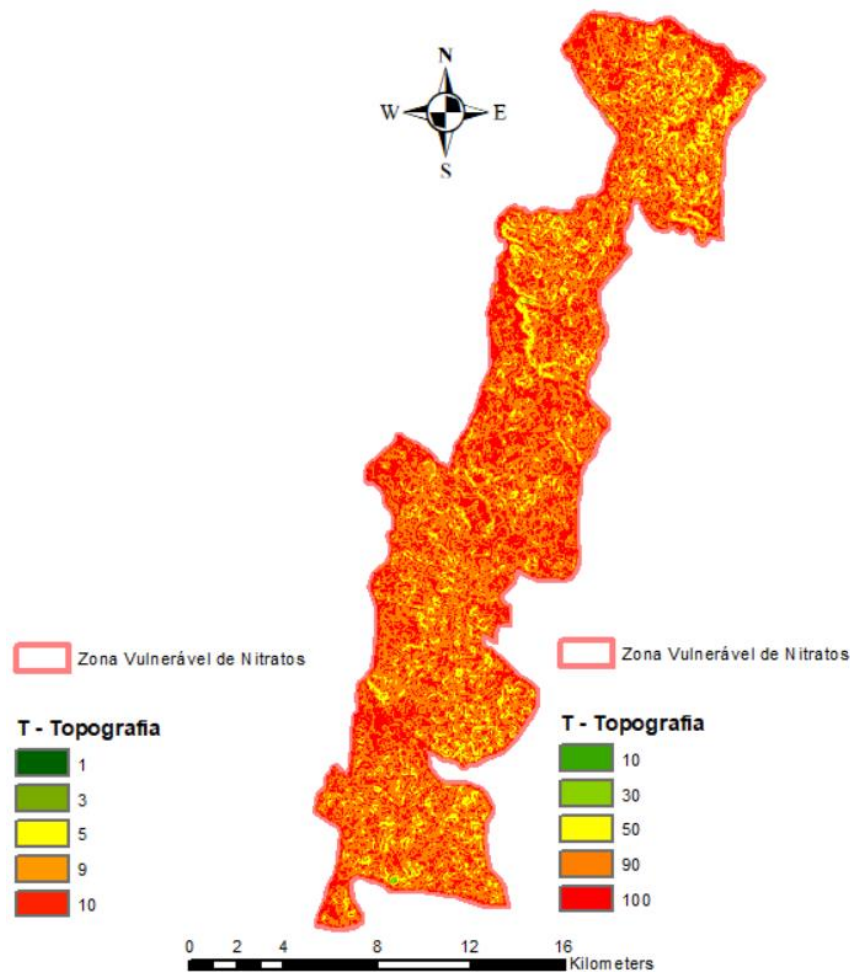 N
W E
S
Zona Vulnerável de Nitratos
T - Topografia
1
3
5
9
10
Zona Vulnerável de Nitratos
T - Topografia
10
30
50
90
100
0 2 4 8 12 16
Kilometers